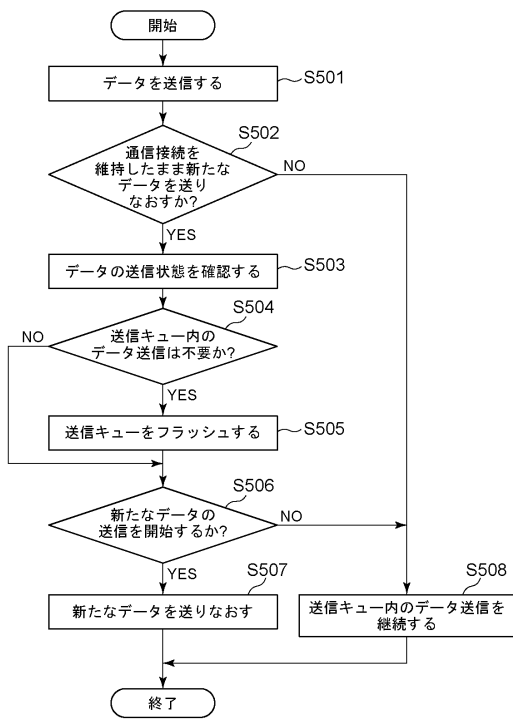 開始
データを送信する
S501
S502
通信接続を
維持したまま新たな
データを送り
なおすか?
NO
YES
データの送信状態を確認する
S503
S504
送信キュー内の
データ送信は不要か?
NO
YES
送信キューをフラッシュする
S505
S506
新たなデータの
送信を開始するか?
NO
YES
S507
新たなデータを送りなおす
S508
送信キュー内のデータ送信を
継続する
終了